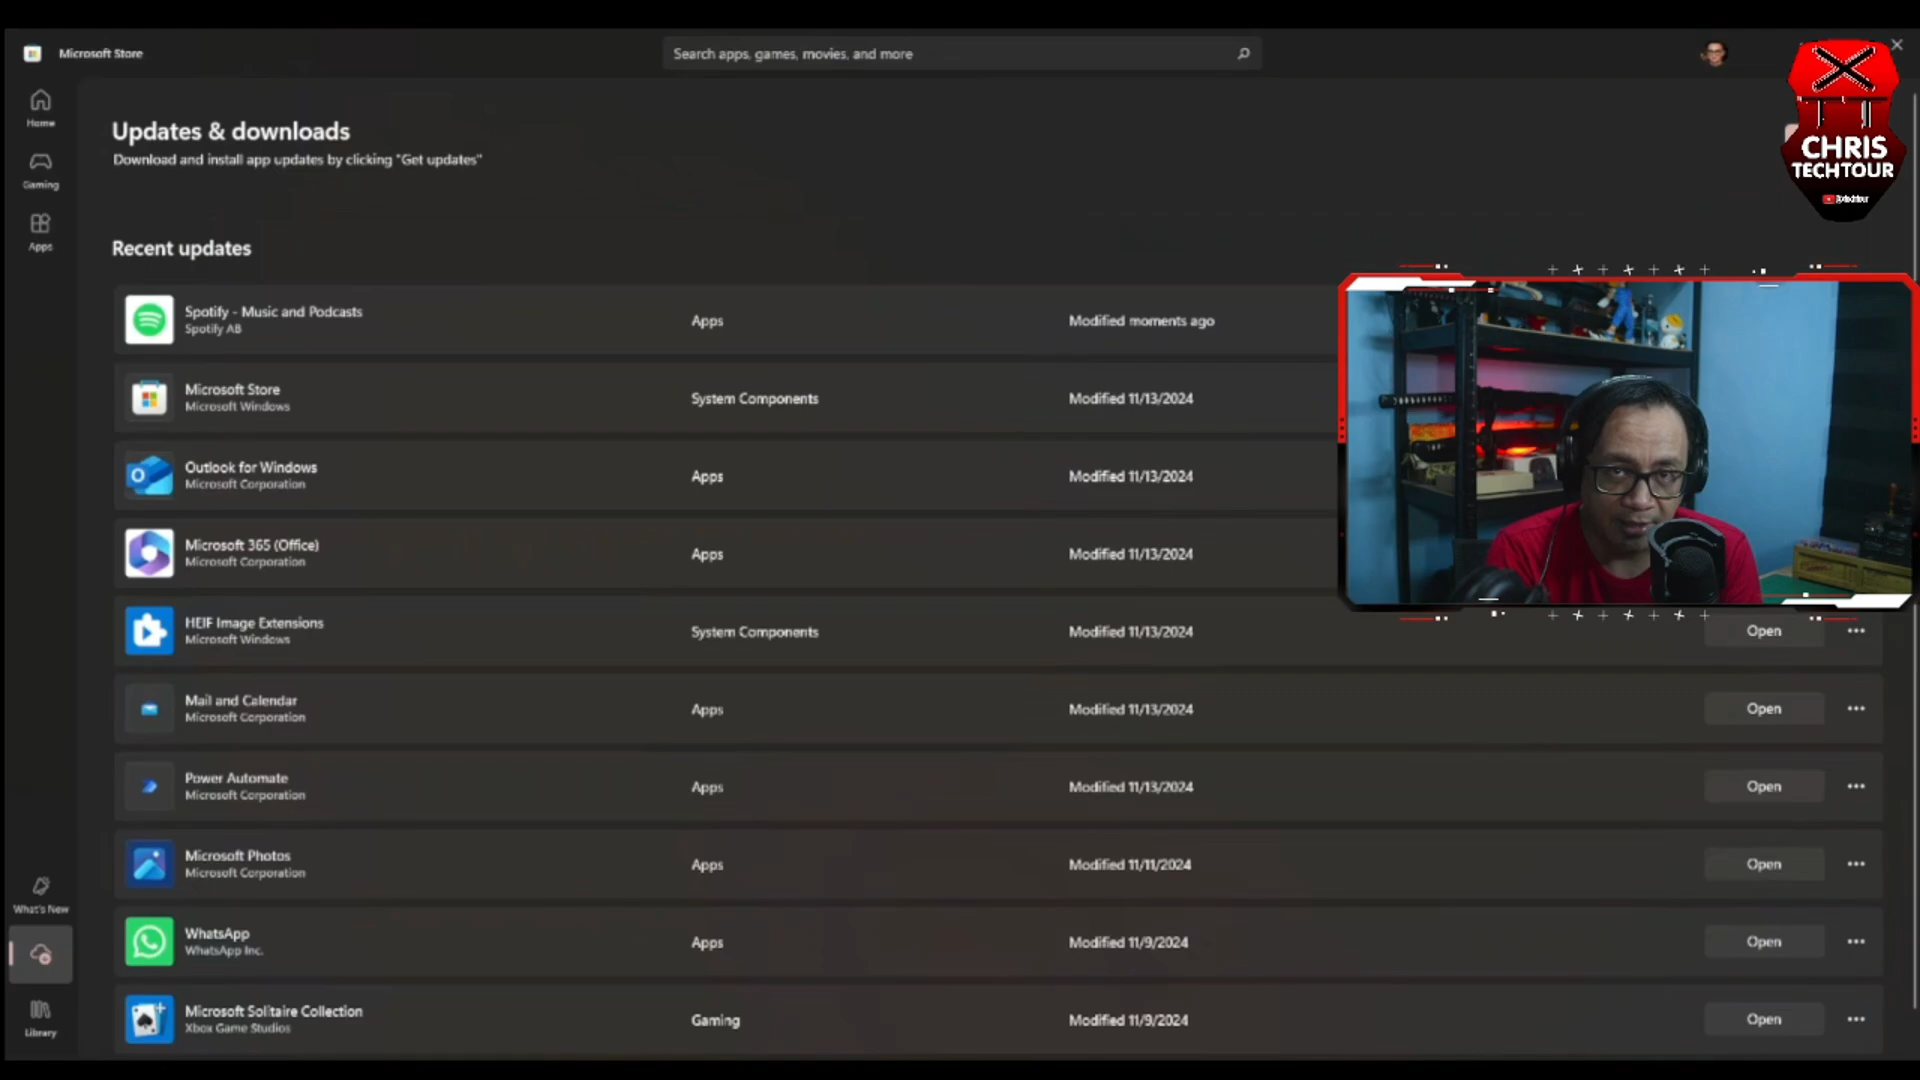 Microsoft Store
Search apps, games, movies, and more
Home
Gaming
Apps
Updates & downloads
Download and install app updates by clicking "Get updates"
CHRIS
TECHTOUR
Recent updates
Spotify - Music and Podcasts
Spotify AB
Apps
Modified moments ago
Microsoft Store
Microsoft Windows
System Components
Modified 11/13/2024
Outlook for Windows
Microsoft Corporation
Apps
Modified 11/13/2024
Microsoft 365 (Office)
Microsoft Corporation
Apps
Modified 11/13/2024
HEIF Image Extensions
Microsoft Windows
System Components
Modified 11/13/2024
Open
Mail and Calendar
Microsoft Corporation
Apps
Modified 11/13/2024
Open
Power Automate
Microsoft Corporation
Apps
Modified 11/13/2024
Open
Microsoft Photos
Microsoft Corporation
Apps
Modified 11/11/2024
Open
WhatsApp
WhatsApp Inc.
Apps
Modified 11/9/2024
Open
Microsoft Solitaire Collection
Xbox Game Studios
Gaming
Modified 11/9/2024
Open
What's New
Library